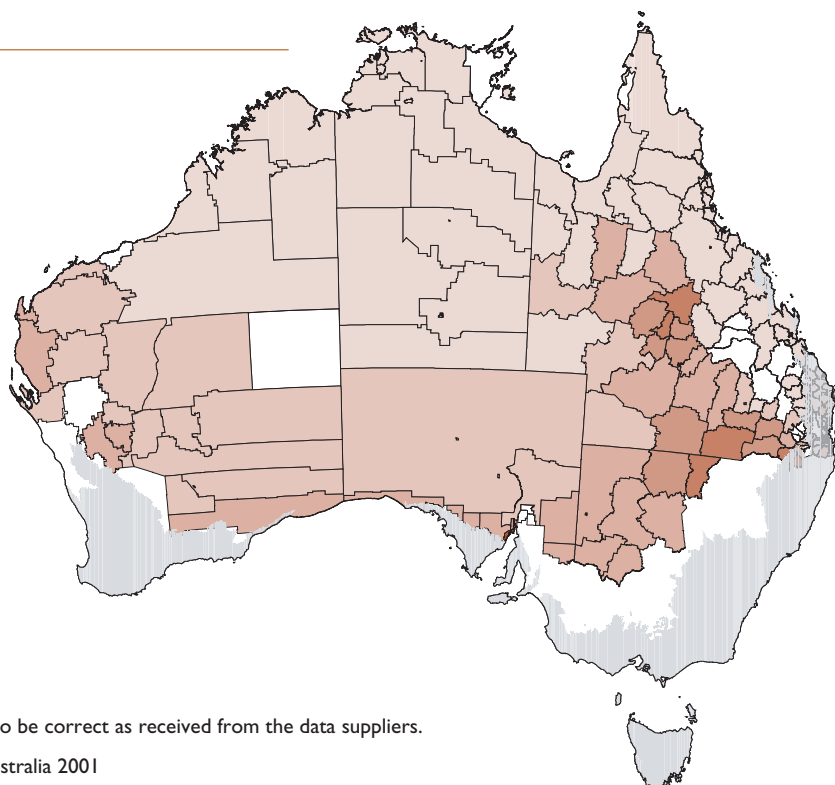 o be correct as received from the data suppliers.
stralia 2001